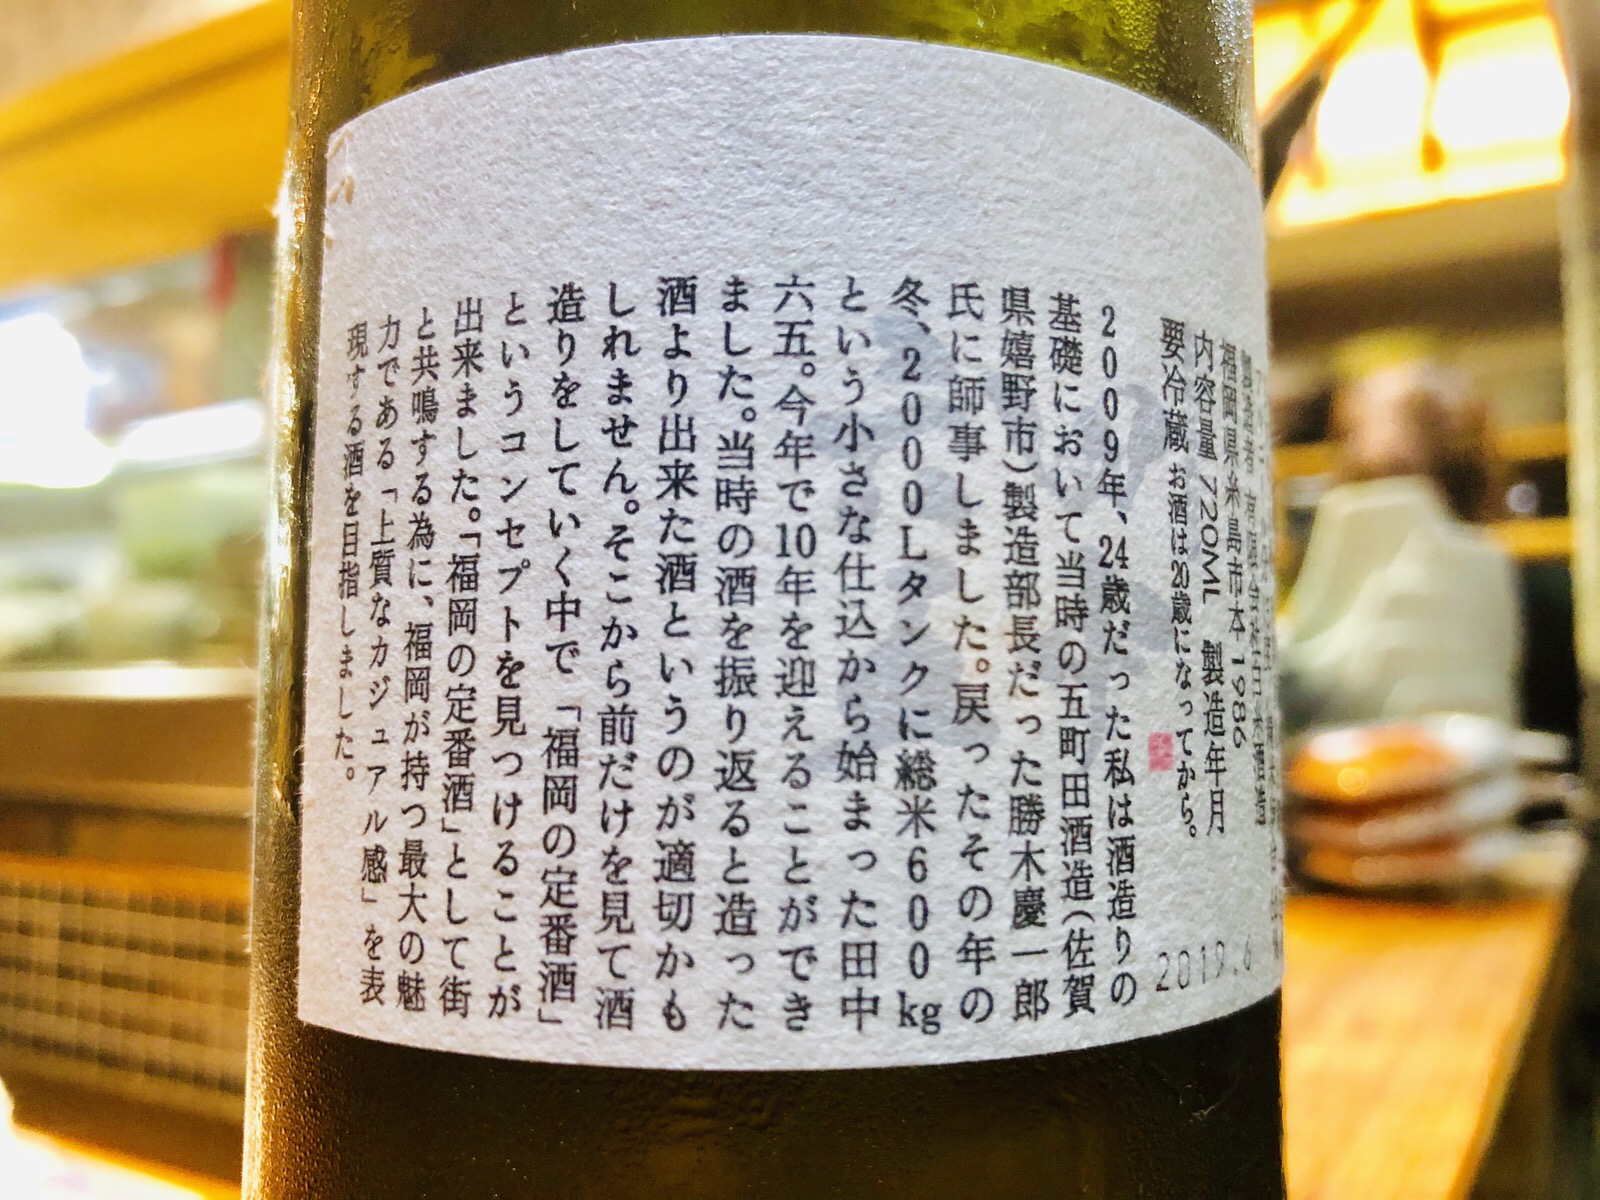 製造者 有限会社白糸酒造
福岡県糸島市本1986
内容量 720ML 製造年月
要冷蔵 お酒は20歳になってから。
2019.6
2009年、24歳だった私は酒造りの
基礎において当時の五町田酒造(佐賀
県嬉野市)製造部長だった勝木慶一郎
氏に師事しました。戻ったその年の
冬、2000Lタンクに総米600kg
という小さな仕込から始まった田中
六五。今年で10年を迎えることができ
ました。当時の酒を振り返ると造った
酒より出来た酒というのが適切かも
しれません。そこから前だけを見て酒
造りをしていく中で「福岡の定番酒」
というコンセプトを見つけることが
出来ました。「福岡の定番酒」として街
と共鳴する為に、福岡が持つ最大の魅
力である「上質なカジュアル感」を表
現する酒を目指しました。